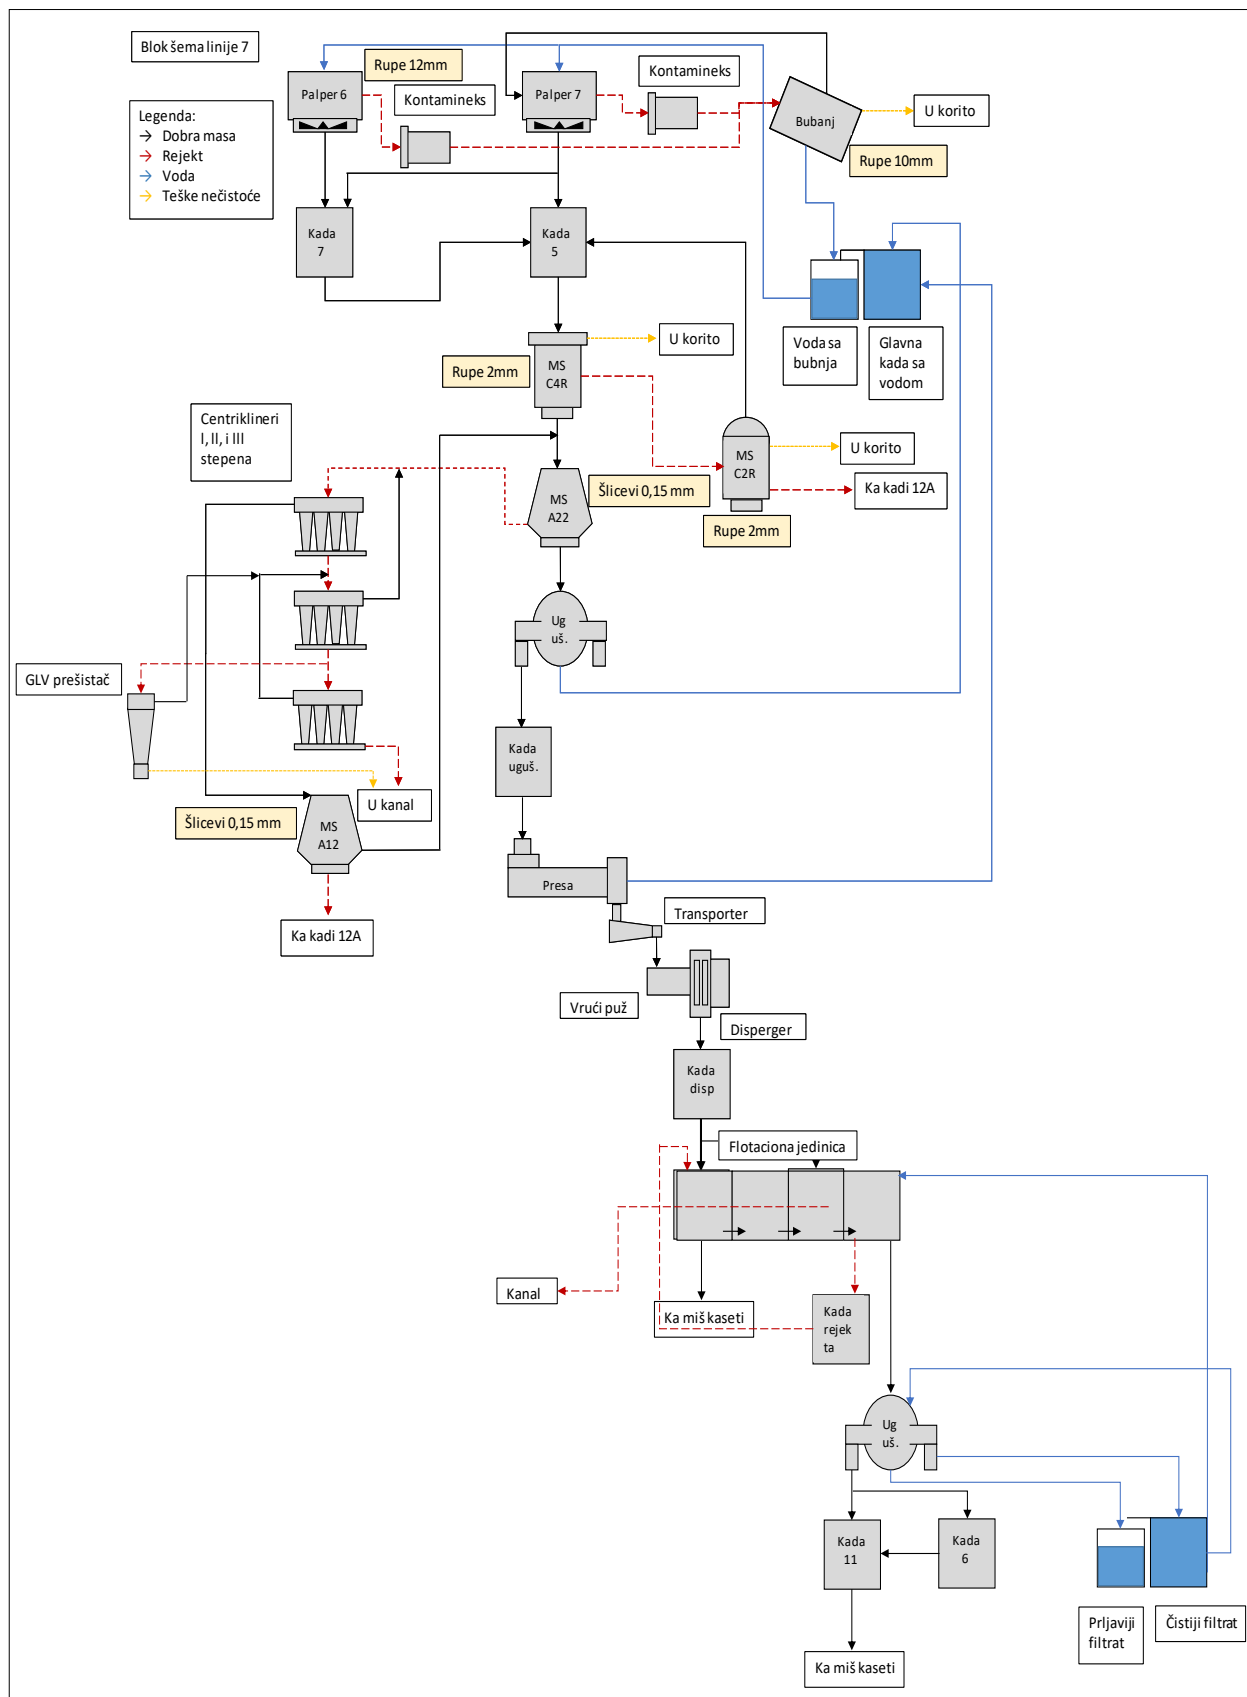 Blok šema linije 7
Rupe 12mm
Kontamineks
Palper 6
Kontamineks
Palper 7
Bubanj
U korito
Legenda:
Dobra masa
Rejekt
Voda
Teške nečistoće
Rupe 10mm
Kada
7
Kada
5
U korito
Voda sa
bubnja
Glavna
kada sa
vodom
MS
C4R
Rupe 2mm
Centriklineri
I, II, i III
stepena
MS
C2R
U korito
Ka kadi 12A
Šlicevi 0,15 mm
MS
A22
Rupe 2mm
Ug
uš.
GLV prešistač
Kada
uguš.
U kanal
Šlicevi 0,15 mm
MS
A12
Presa
Transporter
Ka kadi 12A
Vrući puž
Disperger
Kada
disp
Flotaciona jedinica
Kanal
Ka miš kaseti
Kada
rejek
ta
Ug
uš.
Kada
11
Kada
6
Prljaviji
filtrat
Čistiji filtrat
Ka miš kaseti